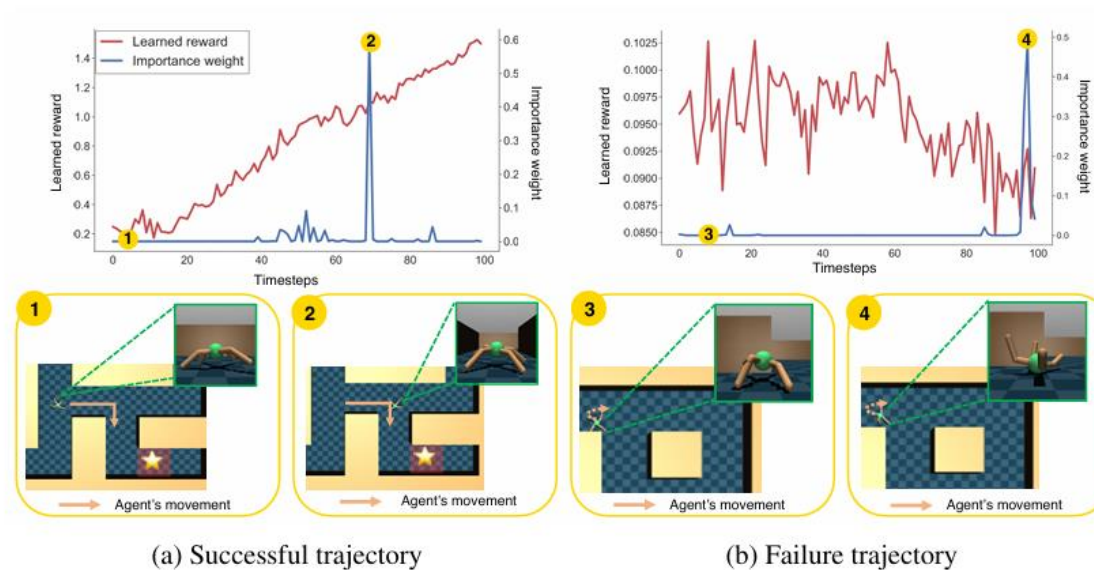 Learned reward
Importance weight
2
1
Learned reward
1.4
1.2
1.0
0.8
0.6
0.4
0.2
0.6
0.5
0.4
0.3
0.2
0.1
0.0
Importance weight
0 20 40 60 80 100
Timesteps
4
3
Learned reward
0.1025
0.1000
0.0975
0.0950
0.0925
0.0900
0.0875
0.0850
0.5
0.4
0.3
0.2
0.1
0.0
Importance weight
0 20 40 60 80 100
Timesteps
1
Agent's movement
2
Agent's movement
3
Agent's movement
4
Agent's movement
(a) Successful trajectory
(b) Failure trajectory